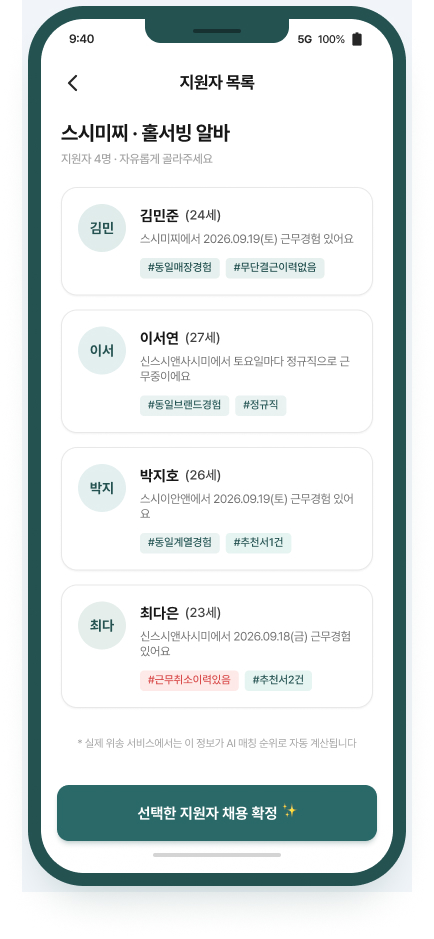 9:40
5G 100%
지원자 목록
스시미찌 · 홀서빙 알바
지원자 4명 · 자유롭게 골라주세요
김민
김민준 (24세)
스시미찌에서 2026.09.19(토) 근무경험 있어요
#동일매장경험 #무단결근이력없음
이서
이서연 (27세)
신스시앤사시미에서 토요일마다 정규직으로 근
무중이에요
#동일브랜드경험 #정규직
박지
박지호 (26세)
스시이안앤에서 2026.09.19(토) 근무경험 있어
요
#동일계열경험 #추천서1건
최다
최다은 (23세)
신스시앤사시미에서 2026.09.18(금) 근무경험
있어요
#근무취소이력있음 #추천서2건
* 실제 위송 서비스에서는 이 정보가 AI 매칭 순위로 자동 계산됩니다
선택한 지원자 채용 확정 ✨